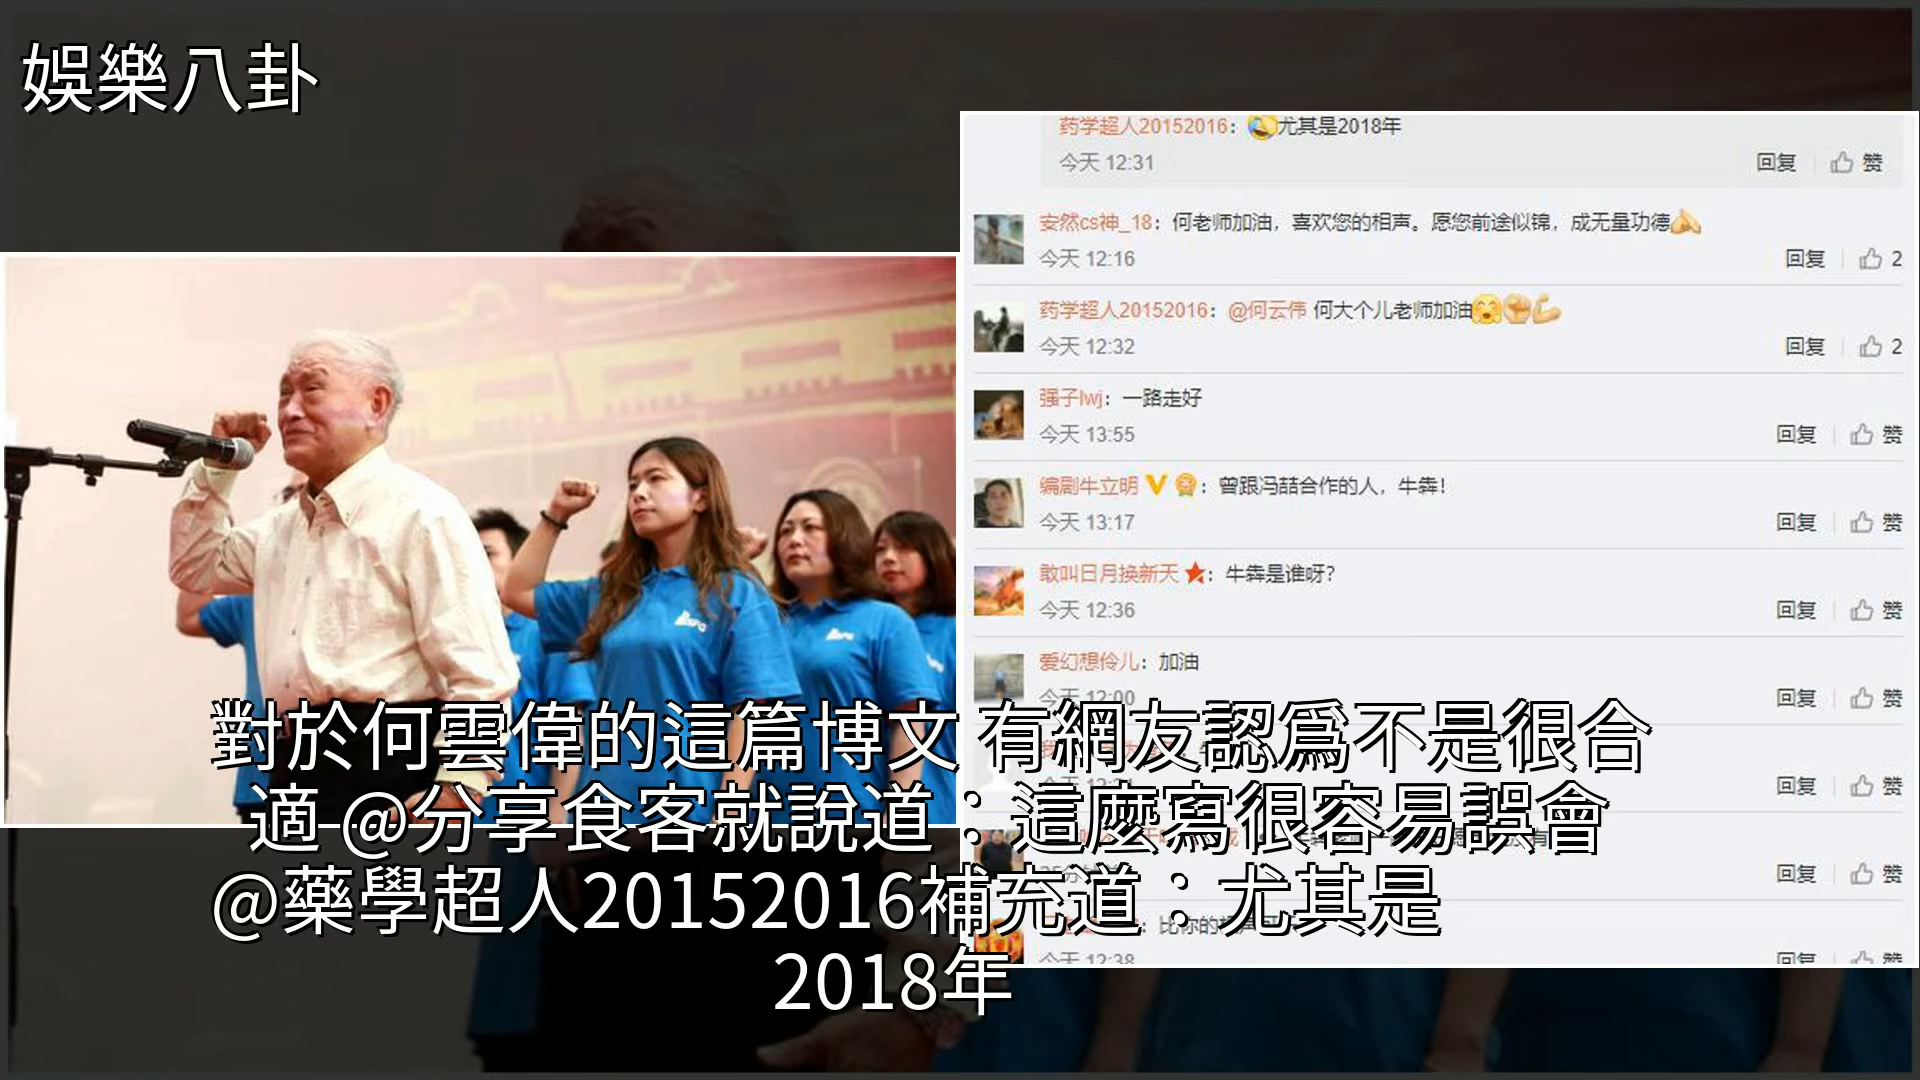 娛樂八卦
药学超人20152016：尤其是2018年
今天 12:31
回复 赞
安然cs神_18：何老师加油，喜欢您的相声。愿您前途似锦，成无量功德
今天 12:16
回复 2
药学超人20152016：@何云伟 何大个儿老师加油
今天 12:32
回复 2
强子lwj：一路走好
今天 13:55
回复 赞
编剧牛立明：曾跟冯喆合作的人，牛犇！
今天 13:17
回复 赞
敢叫日月换新天：牛犇是谁呀？
今天 12:36
回复 赞
爱幻想伶儿：加油
今天 12:00
回复 赞
回复 赞
回复 赞
今天 12:38
回复 赞
對於何雲偉的這篇博文 有網友認爲不是很合
適 @分享食客就說道：這麼寫很容易誤會
@藥學超人20152016補充道：尤其是
2018年